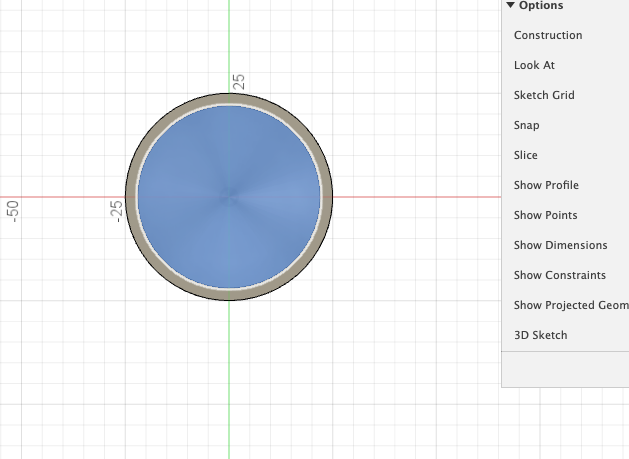 Options
Construction
Look At
Sketch Grid
Snap
Slice
Show Profile
Show Points
Show Dimensions
Show Constraints
Show Projected Geom
3D Sketch
25
-50
-25